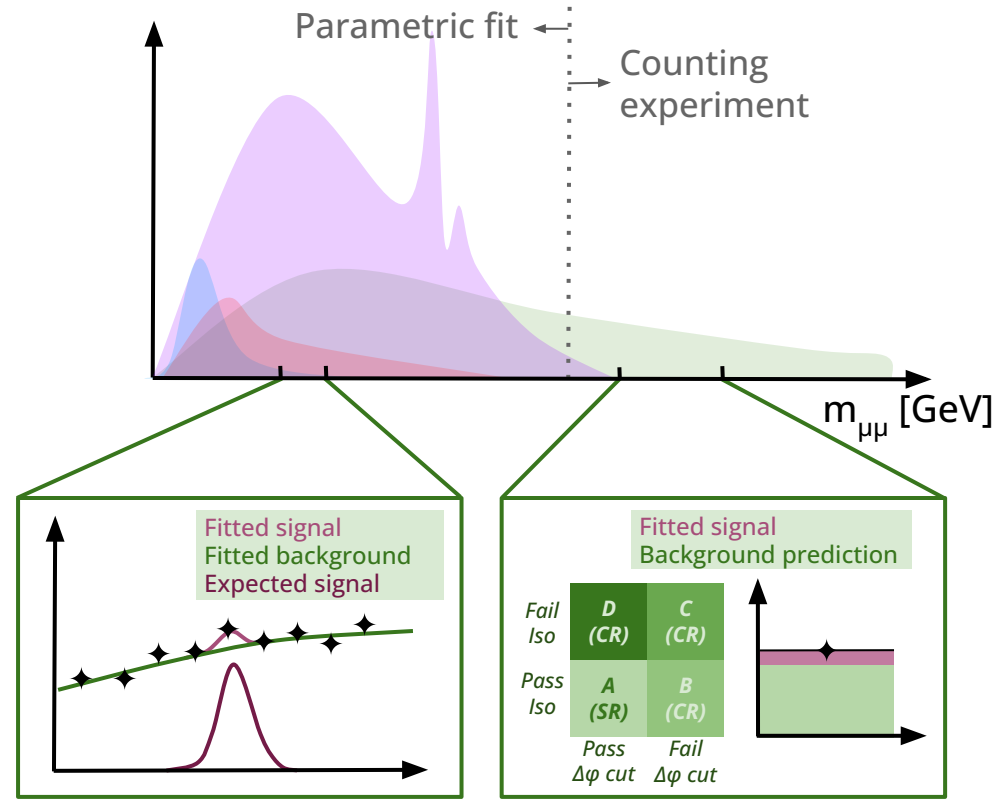 Parametric fit
Counting
experiment
m_μμ [GeV]
Fitted signal
Fitted background
Expected signal
Fitted signal
Background prediction
Fail
Iso
D
(CR)
C
(CR)
Pass
Iso
A
(SR)
B
(CR)
Pass
Δφ cut
Fail
Δφ cut